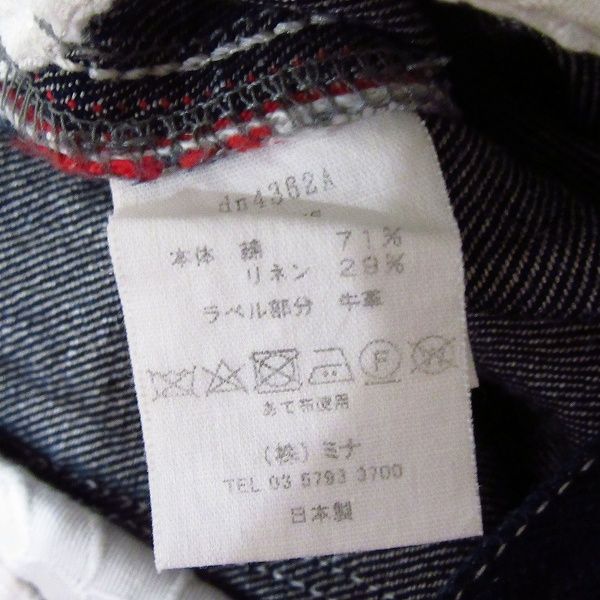 dn4362A
本体 綿 71%
リネン 29%
ラベル部分 牛革
F
あて布使用
(株)ミナ
TEL 03 5793 3700
日本製